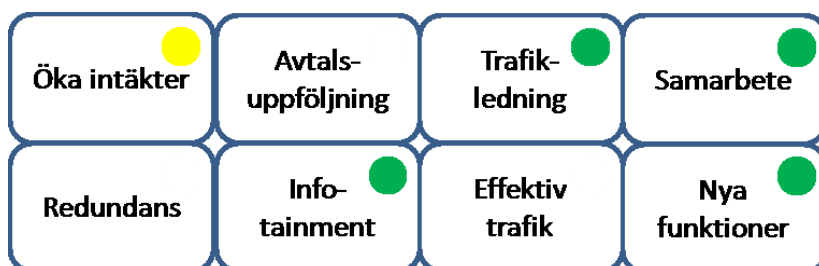 Öka intäkter
Avtals-
uppföljning
Trafik-
ledning
Samarbete
Redundans
Info-
tainment
Effektiv
trafik
Nya
funktioner